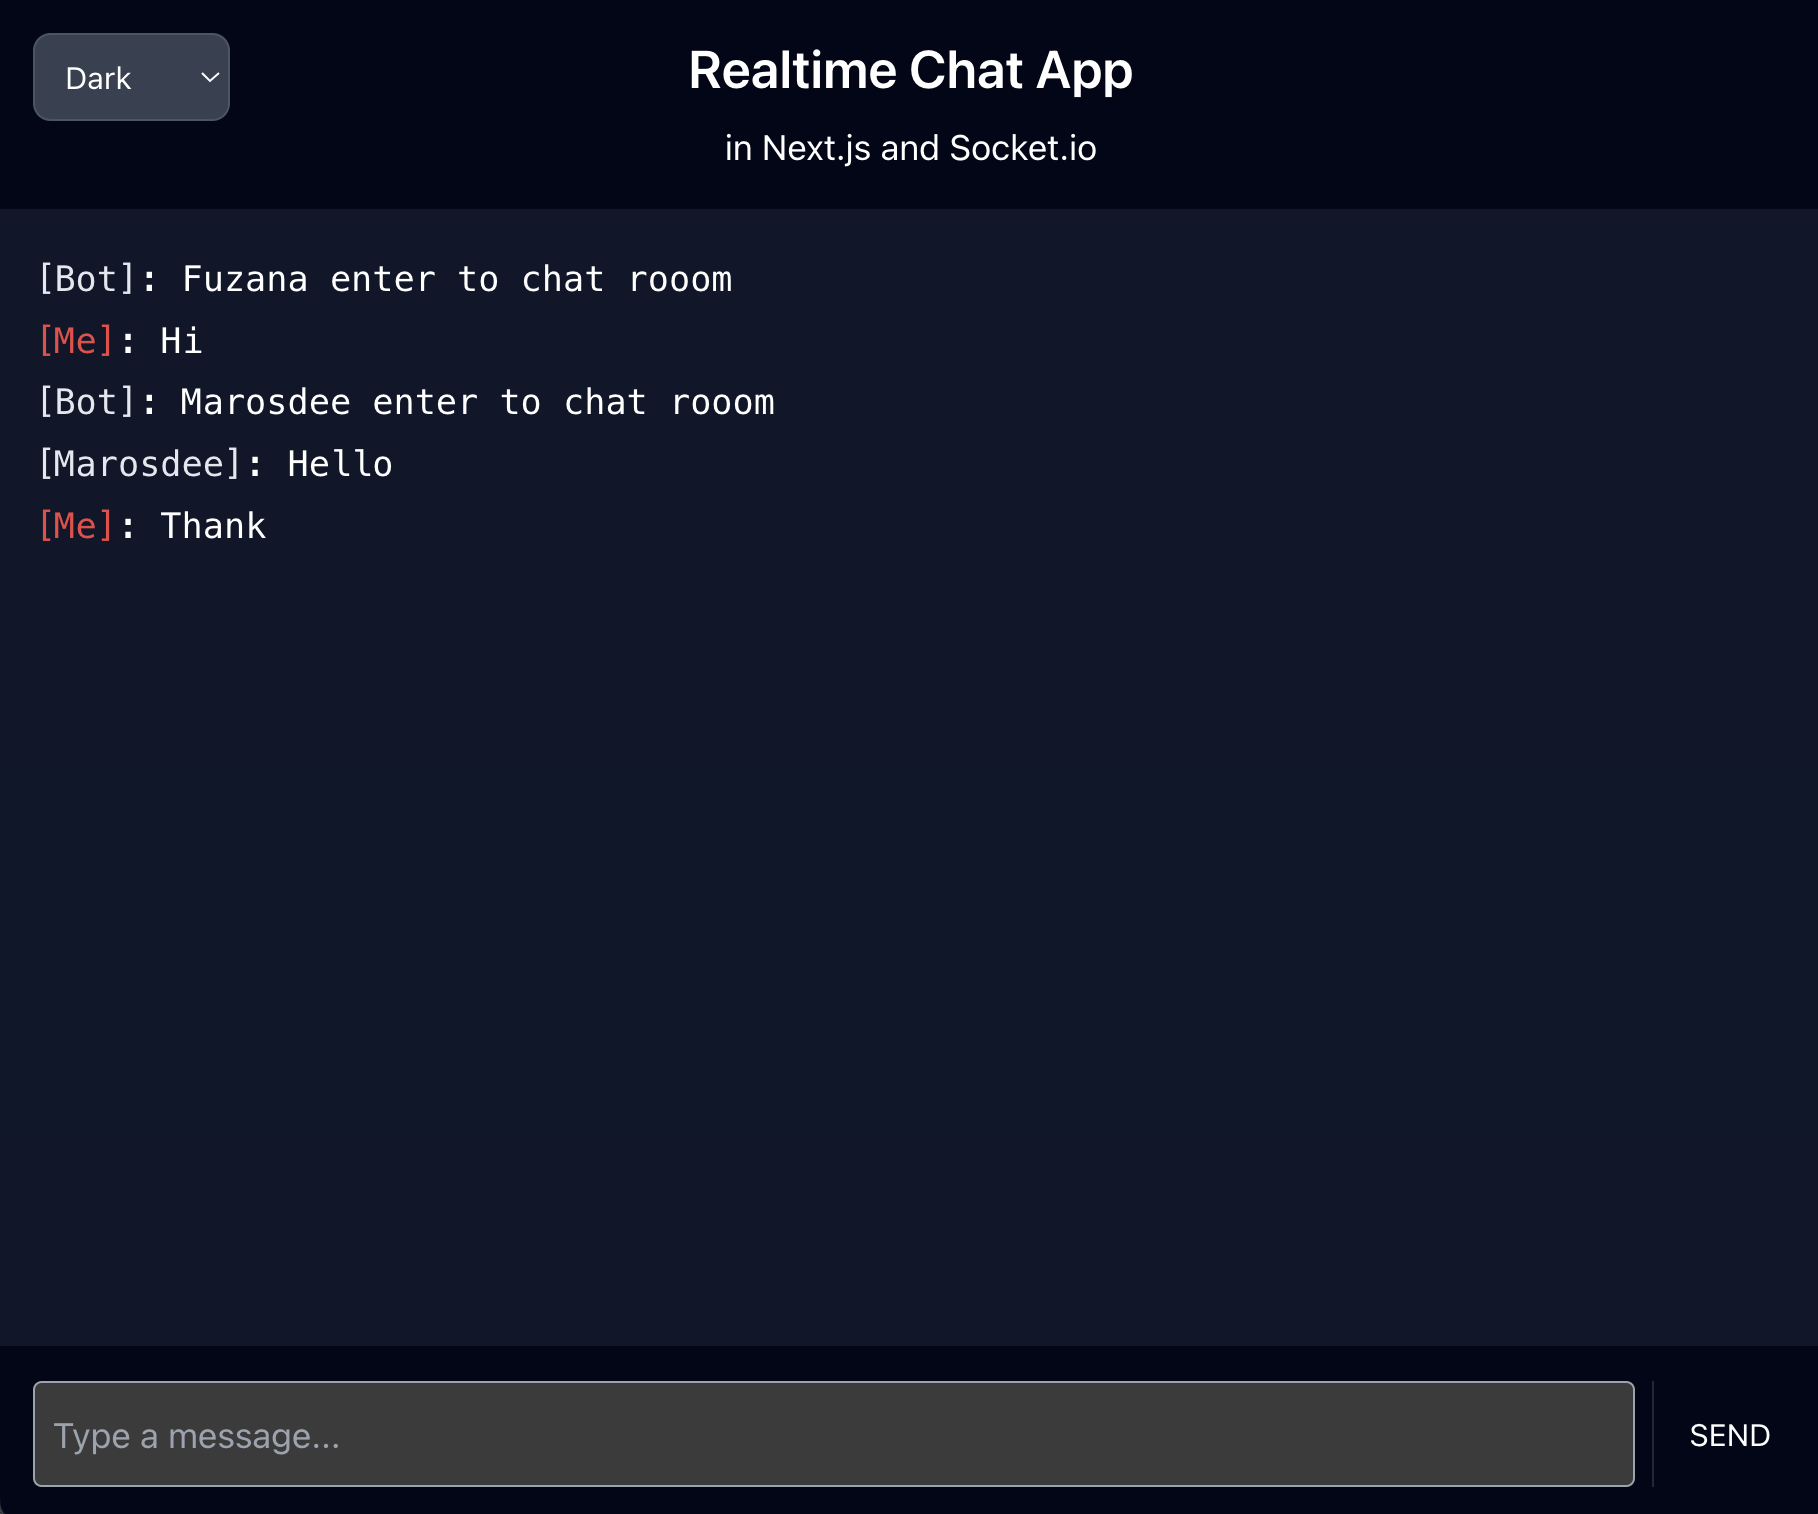 Dark
Realtime Chat App
in Next.js and Socket.io
[Bot]: Fuzana enter to chat rooom
[Me]: Hi
[Bot]: Marosdee enter to chat rooom
[Marosdee]: Hello
[Me]: Thank
Type a message...
SEND